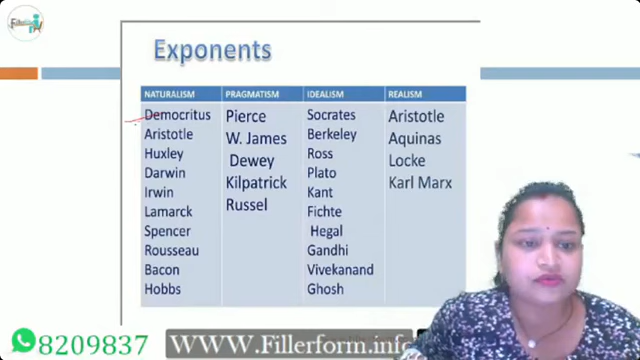 Exponents
NATURALISM PRAGMATISM IDEALISM REALISM
Democritus Pierce Socrates Aristotle
Aristotle W. James Berkeley Aquinas
Huxley Dewey Ross Locke
Darwin Kilpatrick Plato Karl Marx
Irwin Russel Kant
Lamarck Fichte
Spencer Hegal
Rousseau Gandhi
Bacon Vivekanand
Hobbs Ghosh
8209837 WWW.Fillerform.info